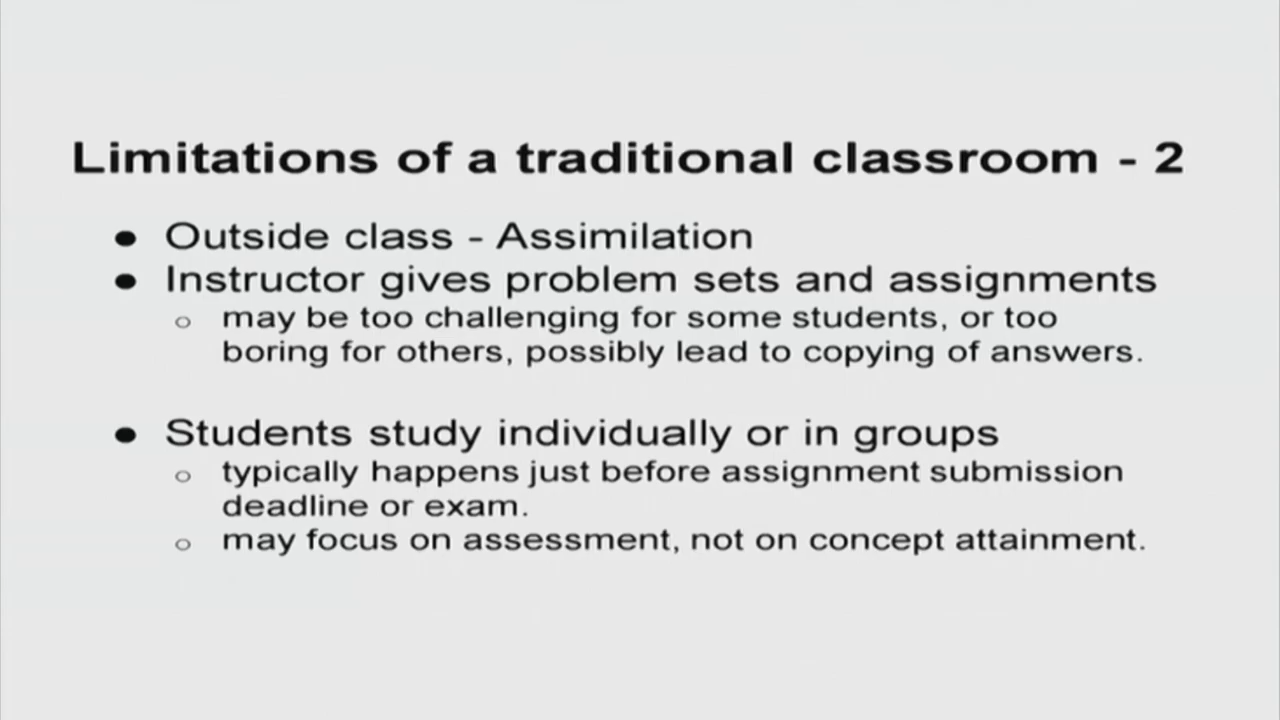 Limitations of a traditional classroom - 2
● Outside class - Assimilation
● Instructor gives problem sets and assignments
○ may be too challenging for some students, or too
boring for others, possibly lead to copying of answers.
● Students study individually or in groups
○ typically happens just before assignment submission
deadline or exam.
○ may focus on assessment, not on concept attainment.